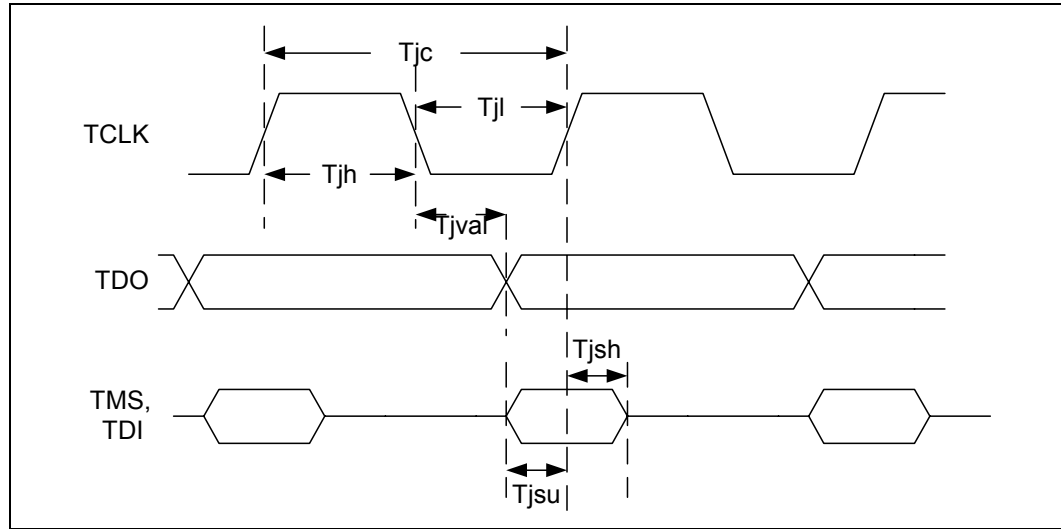 Tjc
Tjl
TCLK
Tjh
Tjval
TDO
Tjsh
TMS,
TDI
Tjsu